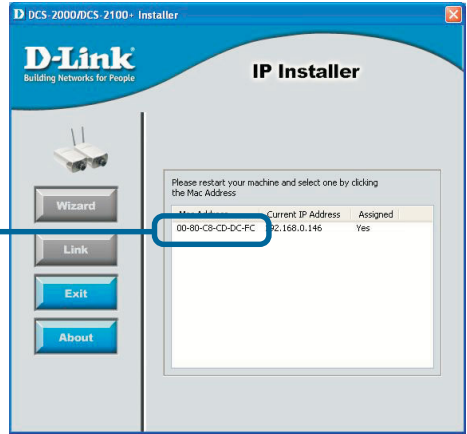 DCS-2000/DCS-2100+ Installer
D-Link
Building Networks for People
IP Installer
Please restart your machine and select one by clicking
the Mac Address
Mac Address Current IP Address Assigned
00-80-C8-CD-DC-FC 192.168.0.146 Yes
Wizard
Link
Exit
About